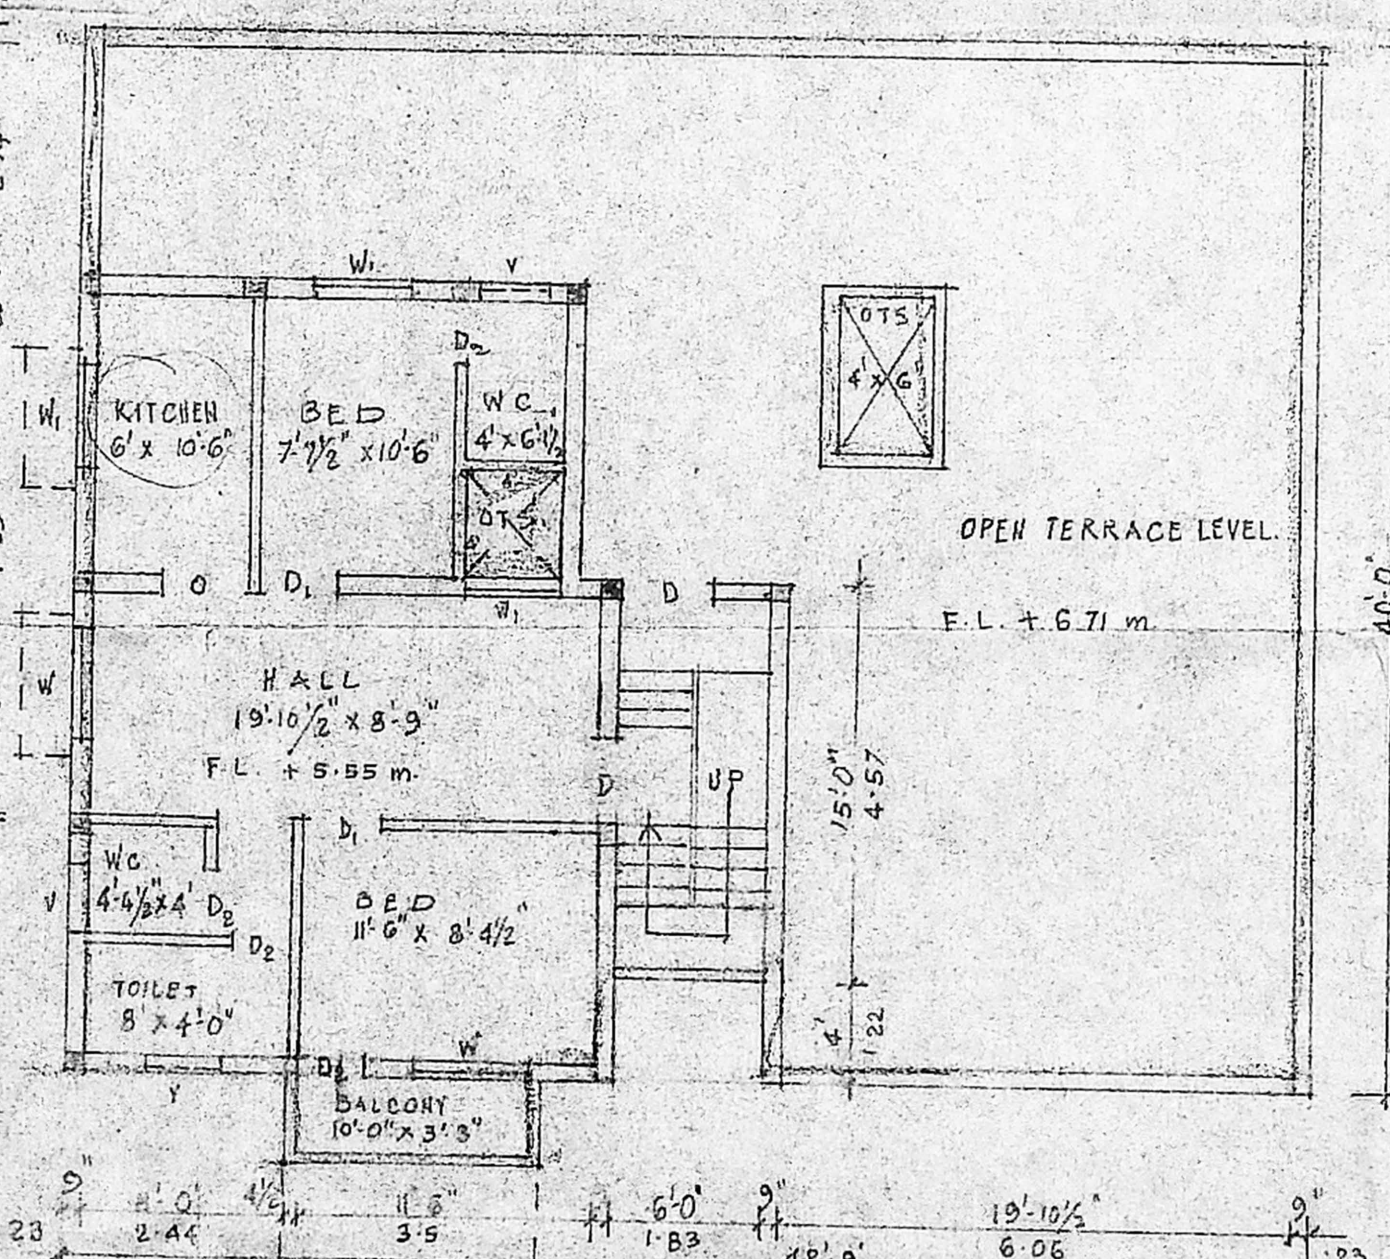 W1
V
D2
OTS
4' x 6'
W1
KITCHEN
6' x 10'-6"
BED
7'-7½" x 10'-6"
WC
4' x 6'-½
OTS
OPEN TERRACE LEVEL.
O
D1
W1
D
F.L. + 6.71 m
40'-0"
W
HALL
19'-10½" x 8'-9"
F.L. + 5.55 m.
D
UP
15'-0"
4.57
D1
V
WC
4'-4½" x 4'
D2
BED
11'-6" x 8'-4½"
D2
TOILET
8' x 4'-0"
4'
1.22
V
W
BALCONY
10'-0" x 3'-3"
9"
4½
11'-6"
6'-0"
9"
19'-10½"
9"
23
2.44
3.5
1.83
6.06